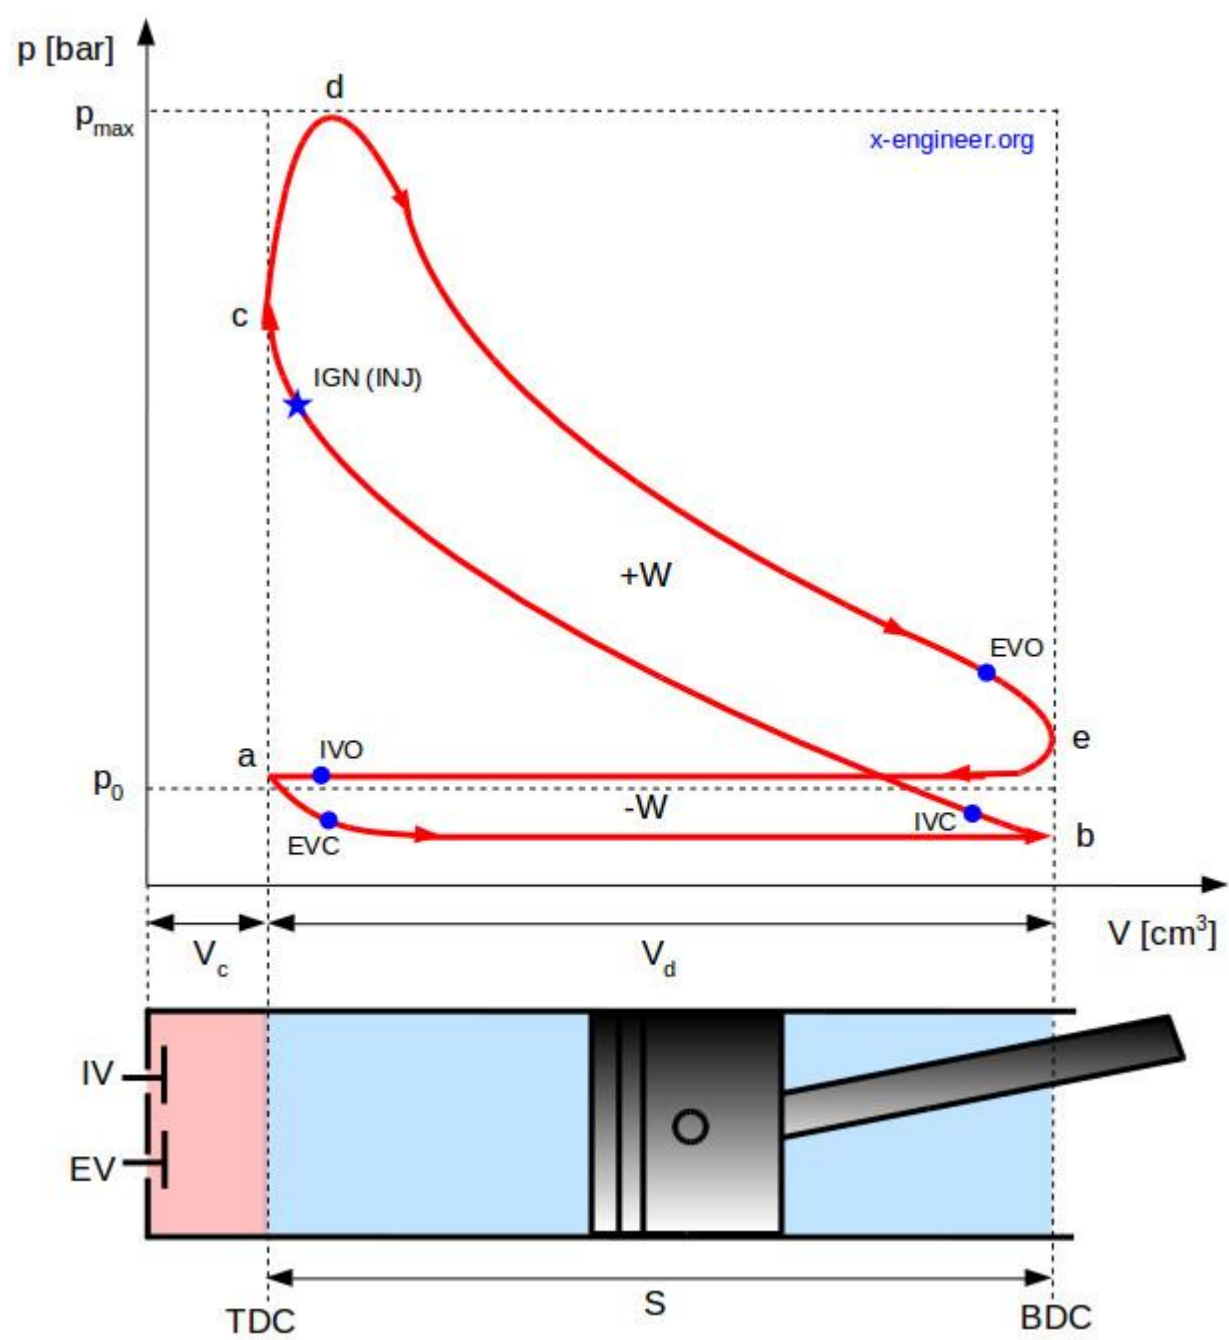 p [bar]
d
pmax
x-engineer.org
c
IGN (INJ)
+W
EVO
e
a
IVO
p0
-W
IVC
b
EVC
V [cm³]
Vc
Vd
IV
EV
S
TDC
BDC